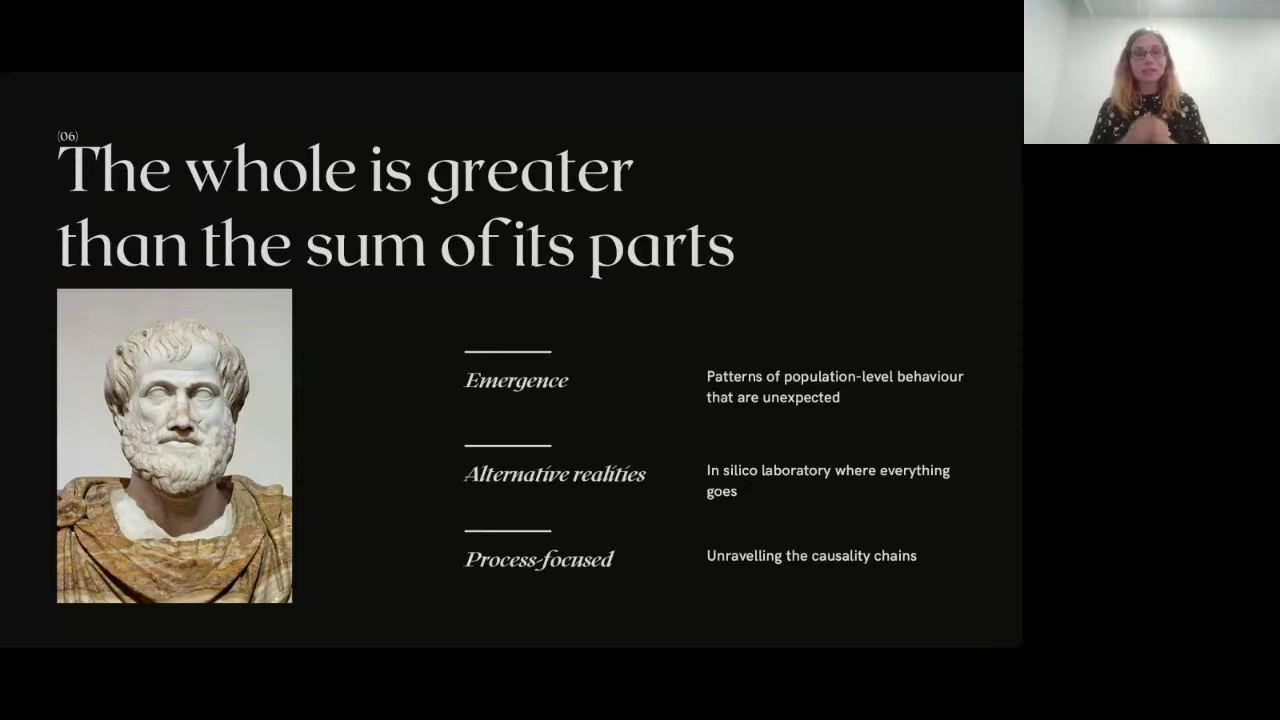 (06)
The whole is greater
than the sum of its parts
Emergence
Patterns of population-level behaviour
that are unexpected
Alternative realities
In silico laboratory where everything
goes
Process-focused
Unravelling the causality chains